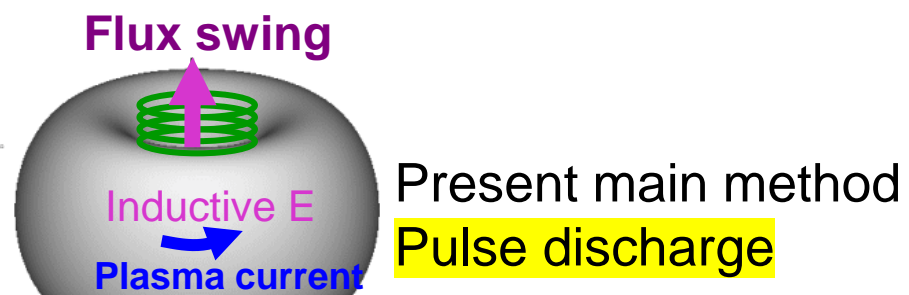 Flux swing
Inductive E
Plasma current
Present main method
Pulse discharge